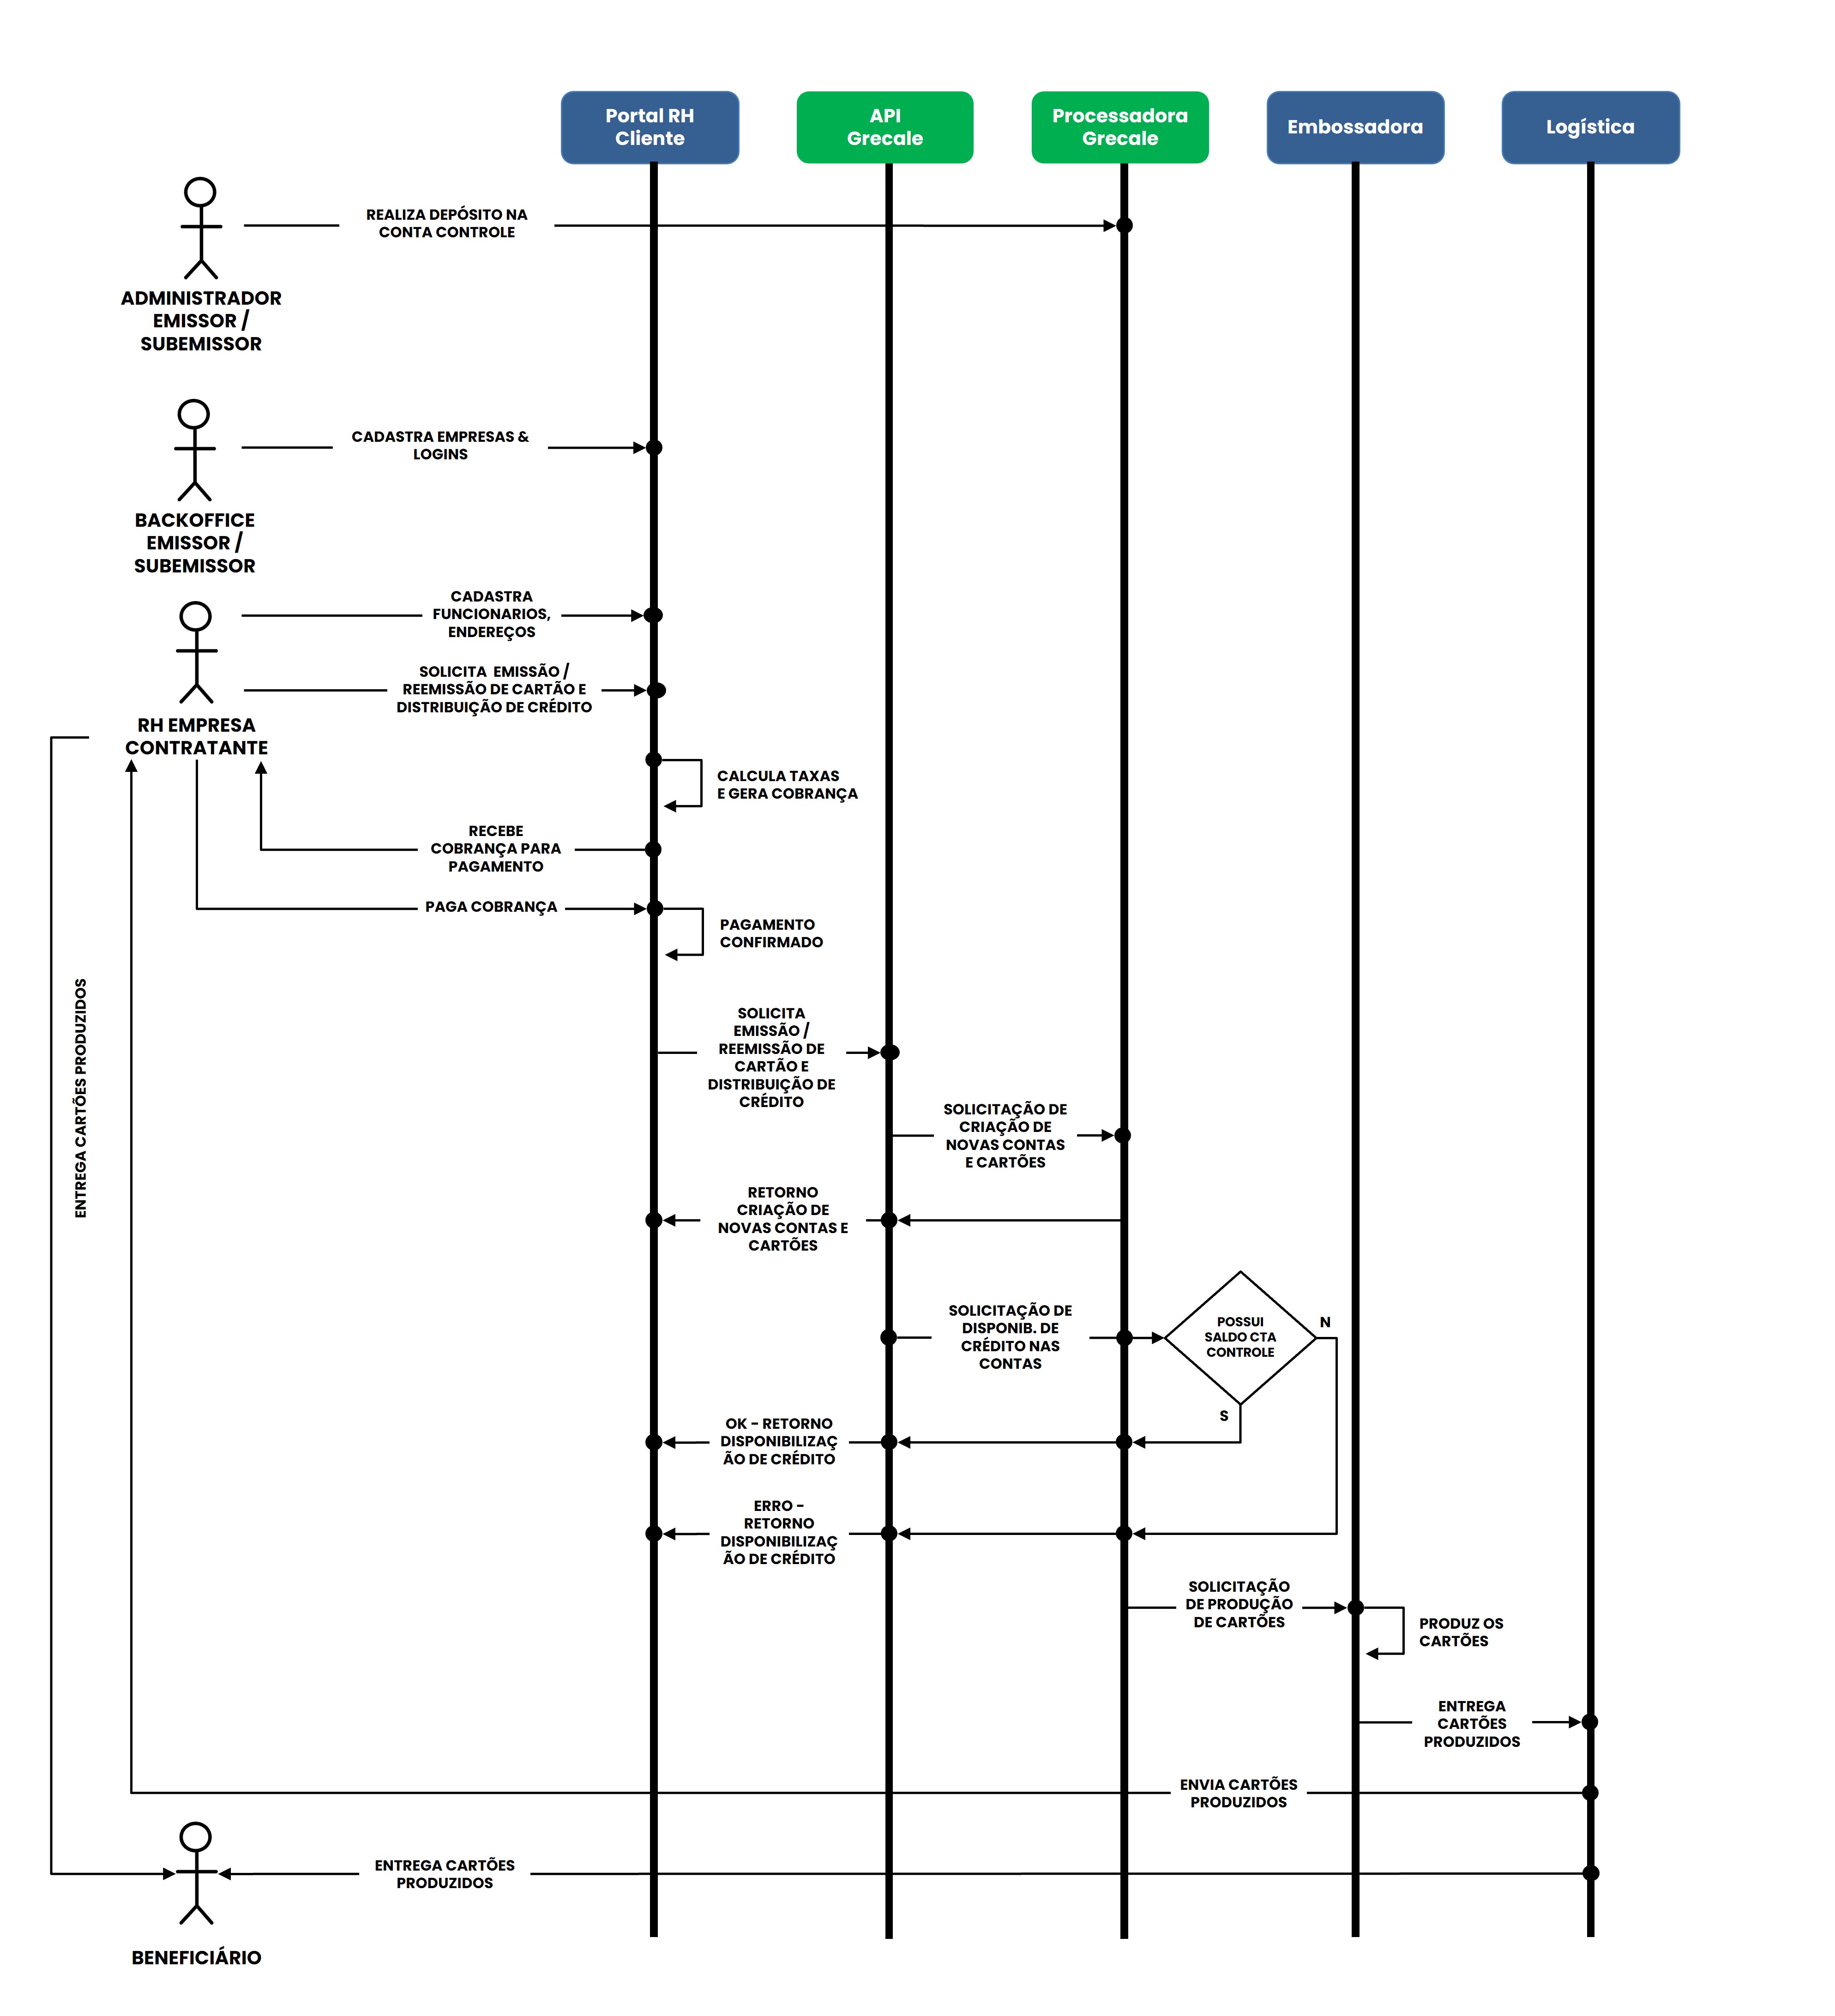 Portal RH
Cliente
API
Grecale
Processadora
Grecale
Embossadora
Logística
REALIZA DEPÓSITO NA
CONTA CONTROLE
ADMINISTRADOR
EMISSOR /
SUBEMISSOR
CADASTRA EMPRESAS &
LOGINS
BACKOFFICE
EMISSOR /
SUBEMISSOR
CADASTRA
FUNCIONARIOS,
ENDEREÇOS
SOLICITA EMISSÃO /
REEMISSÃO DE CARTÃO E
DISTRIBUIÇÃO DE CRÉDITO
RH EMPRESA
CONTRATANTE
CALCULA TAXAS
E GERA COBRANÇA
RECEBE
COBRANÇA PARA
PAGAMENTO
PAGA COBRANÇA
PAGAMENTO
CONFIRMADO
ENTREGA CARTÕES PRODUZIDOS
SOLICITA
EMISSÃO /
REEMISSÃO DE
CARTÃO E
DISTRIBUIÇÃO DE
CRÉDITO
SOLICITAÇÃO DE
CRIAÇÃO DE
NOVAS CONTAS
E CARTÕES
RETORNO
CRIAÇÃO DE
NOVAS CONTAS E
CARTÕES
SOLICITAÇÃO DE
DISPONIB. DE
CRÉDITO NAS
CONTAS
POSSUI
SALDO CTA
CONTROLE
N
S
OK - RETORNO
DISPONIBILIZAÇ
ÃO DE CRÉDITO
ERRO -
RETORNO
DISPONIBILIZAÇ
ÃO DE CRÉDITO
SOLICITAÇÃO
DE PRODUÇÃO
DE CARTÕES
PRODUZ OS
CARTÕES
ENTREGA
CARTÕES
PRODUZIDOS
ENVIA CARTÕES
PRODUZIDOS
ENTREGA CARTÕES
PRODUZIDOS
BENEFICIÁRIO